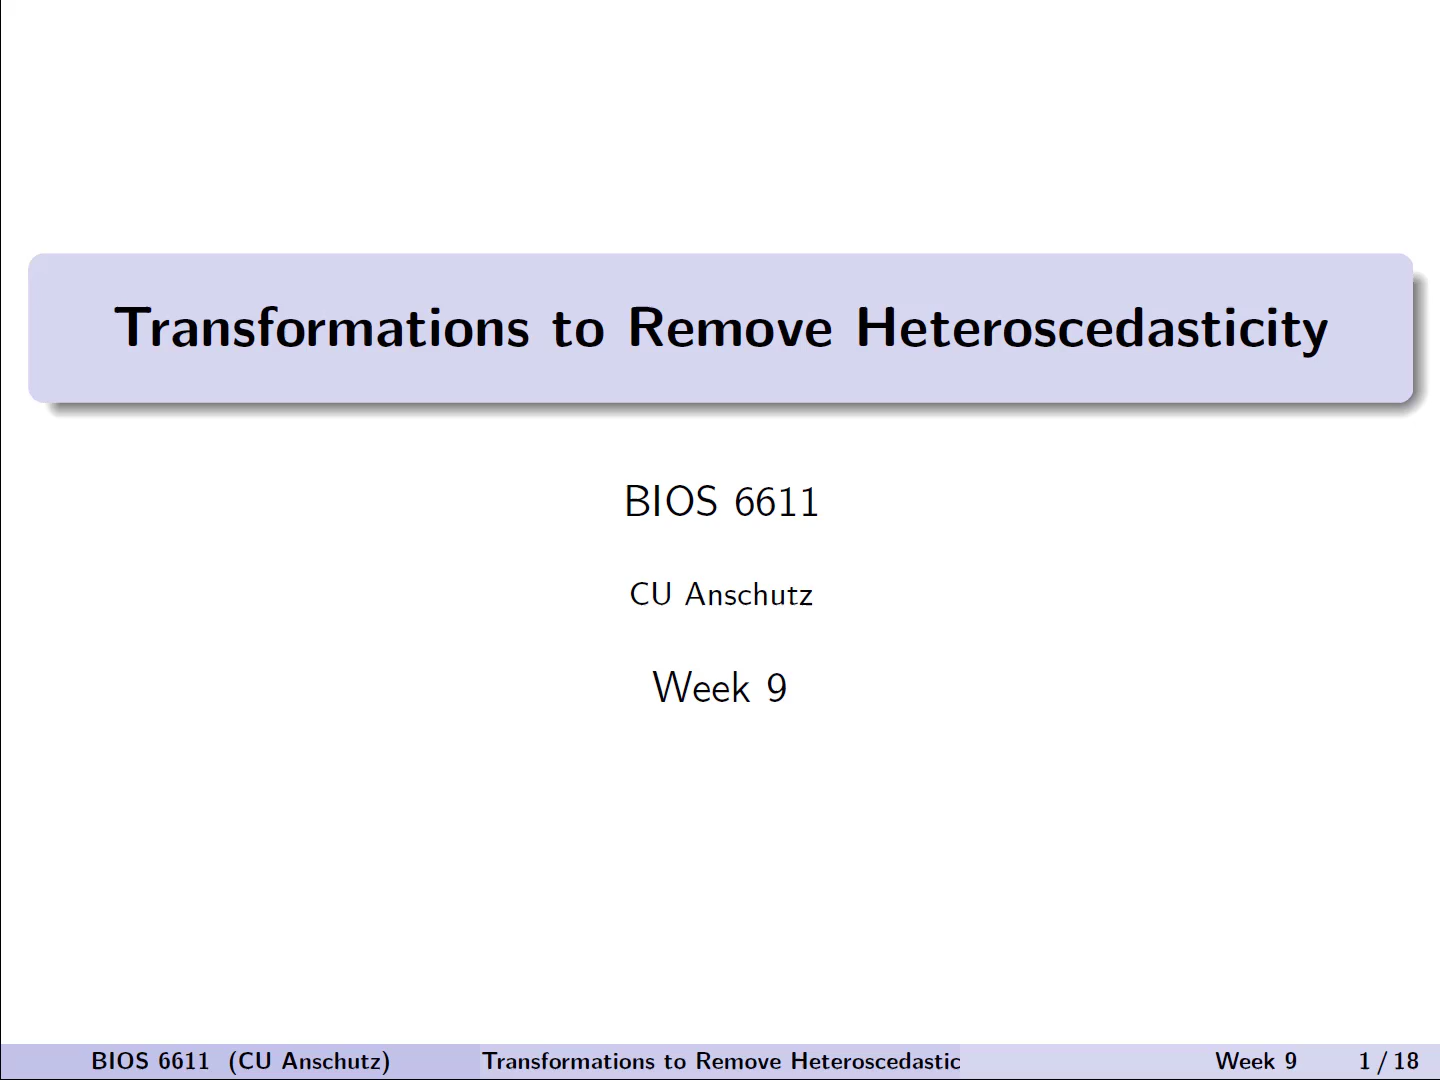 Transformations to Remove Heteroscedasticity
BIOS 6611
CU Anschutz
Week 9
BIOS 6611 (CU Anschutz) Transformations to Remove Heteroscedastic Week 9 1 / 18